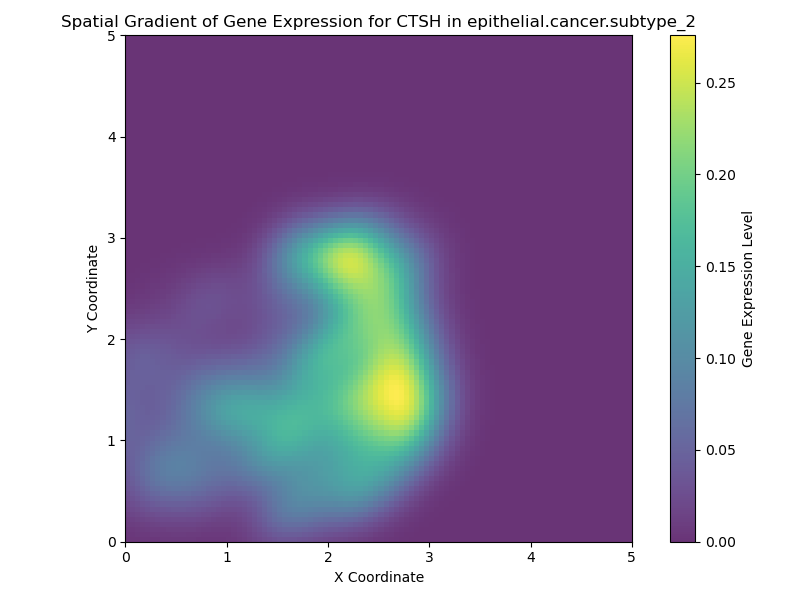 Spatial Gradient of Gene Expression for CTSH in epithelial.cancer.subtype_2
5
4
3
2
1
0
0 1 2 3 4 5
X Coordinate
Y Coordinate
0.25
0.20
0.15
0.10
0.05
0.00
Gene Expression Level